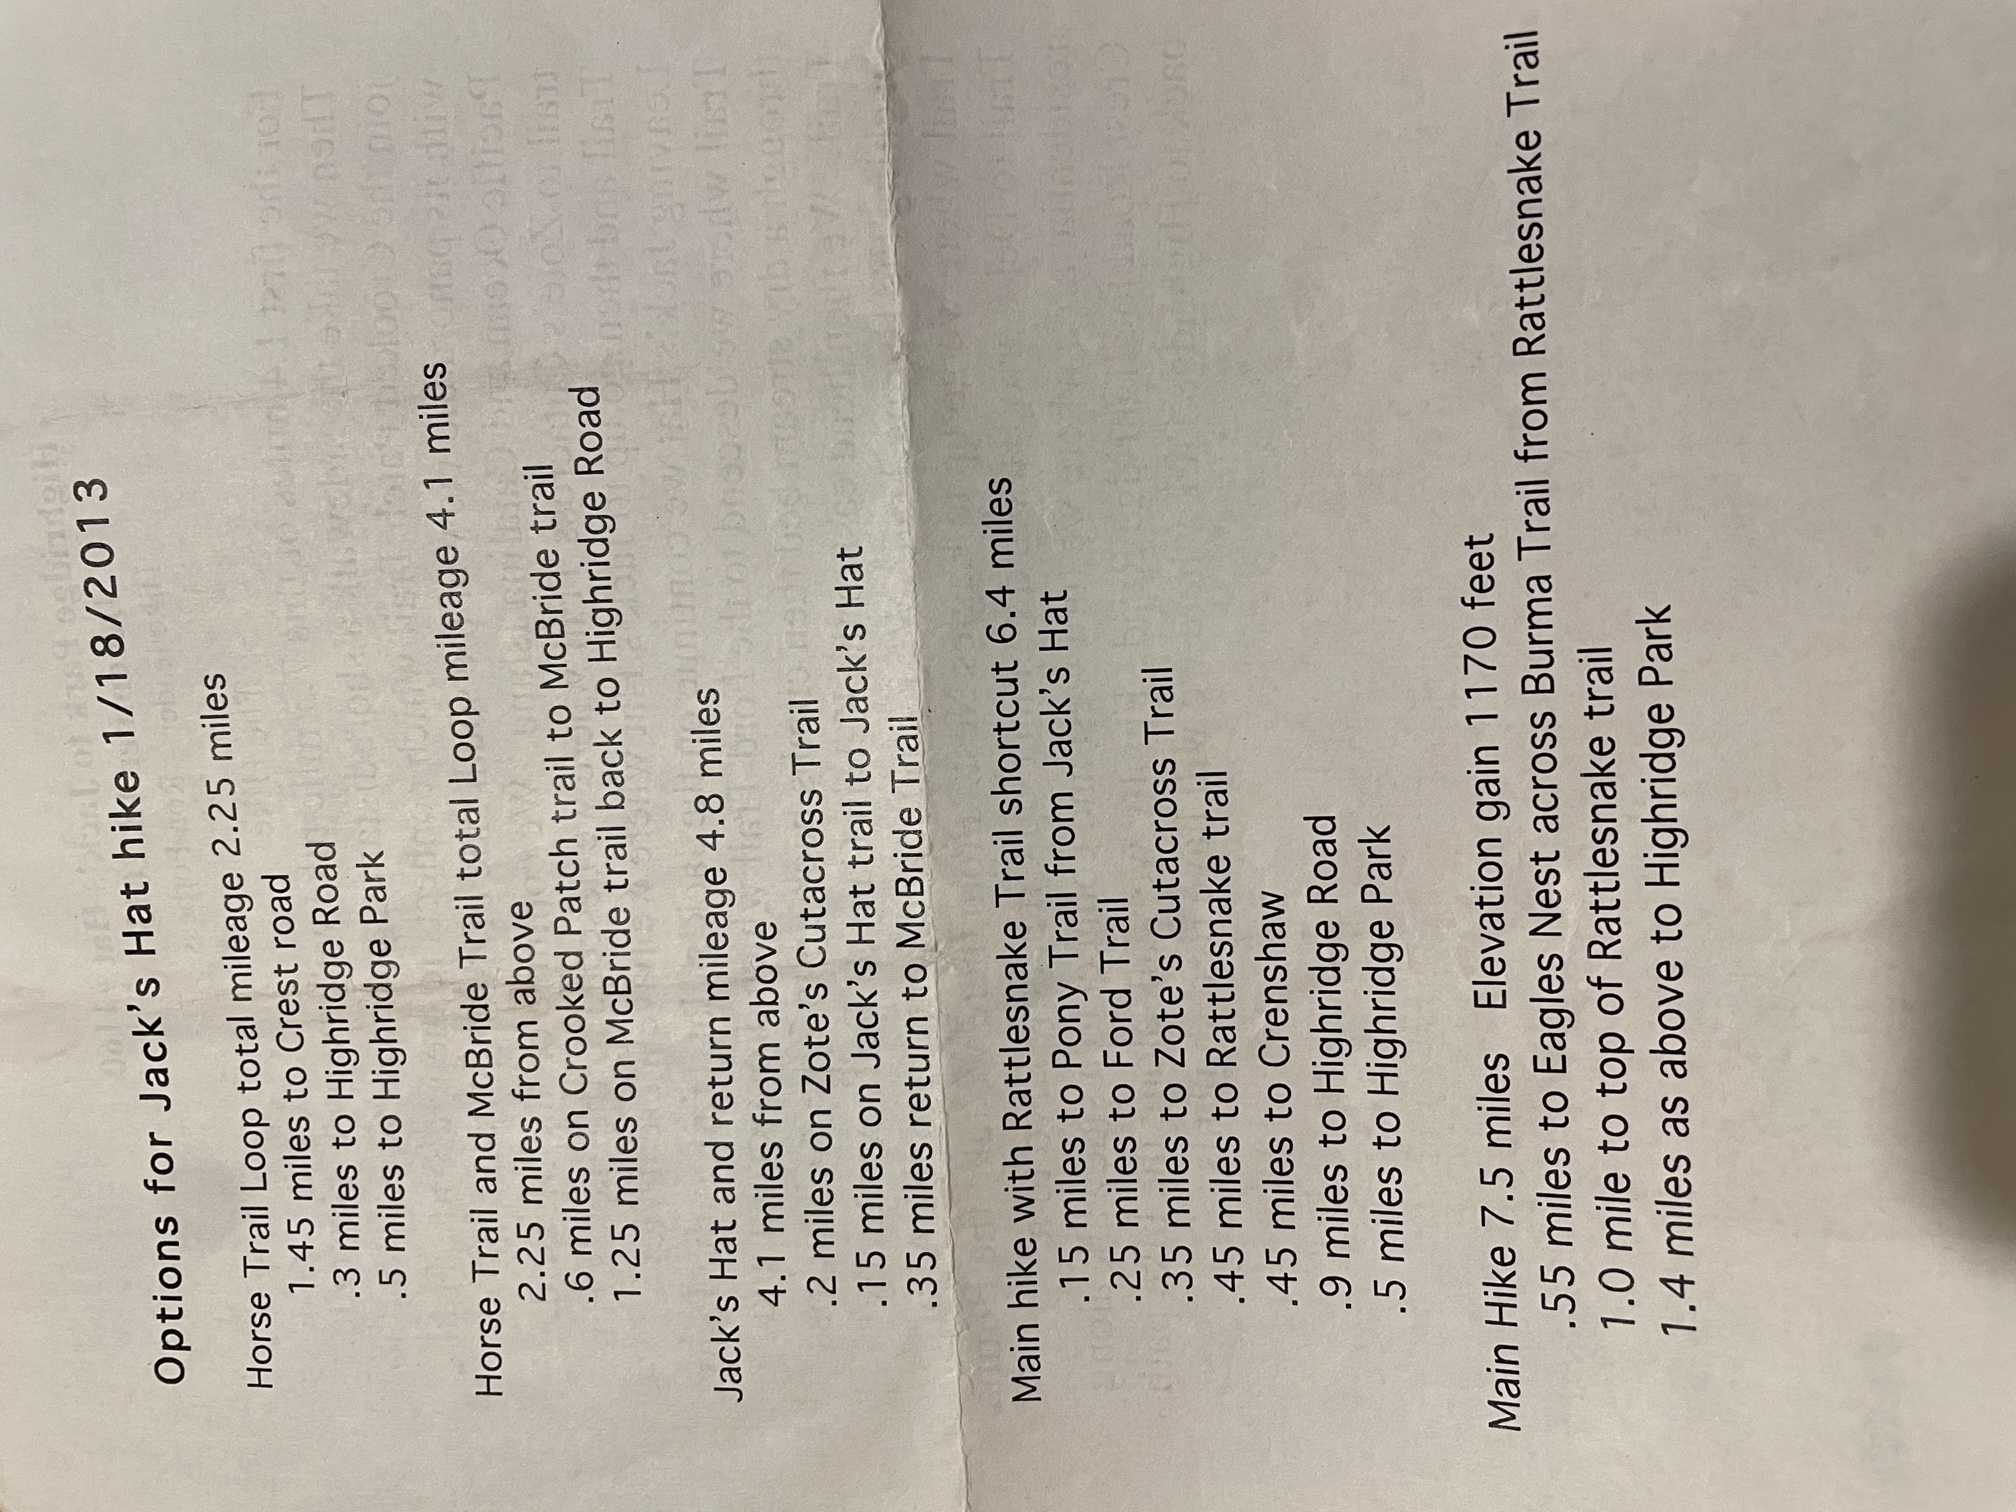 Options for Jack's Hat hike 1/18/2013
Horse Trail Loop total mileage 2.25 miles
1.45 miles to Crest road
.3 miles to Highridge Road
.5 miles to Highridge Park
Horse Trail and McBride Trail total Loop mileage 4.1 miles
2.25 miles from above
.6 miles on Crooked Patch trail to McBride trail
1.25 miles on McBride trail back to Highridge Road
Jack's Hat and return mileage 4.8 miles
4.1 miles from above
.2 miles on Zote's Cutacross Trail
.15 miles on Jack's Hat trail to Jack's Hat
.35 miles return to McBride Trail
Main hike with Rattlesnake Trail shortcut 6.4 miles
.15 miles to Pony Trail from Jack's Hat
.25 miles to Ford Trail
.35 miles to Zote's Cutacross Trail
.45 miles to Rattlesnake trail
.45 miles to Crenshaw
.9 miles to Highridge Road
.5 miles to Highridge Park
Main Hike 7.5 miles Elevation gain 1170 feet
.55 miles to Eagles Nest across Burma Trail from Rattlesnake Trail
1.0 mile to top of Rattlesnake trail
1.4 miles as above to Highridge Park